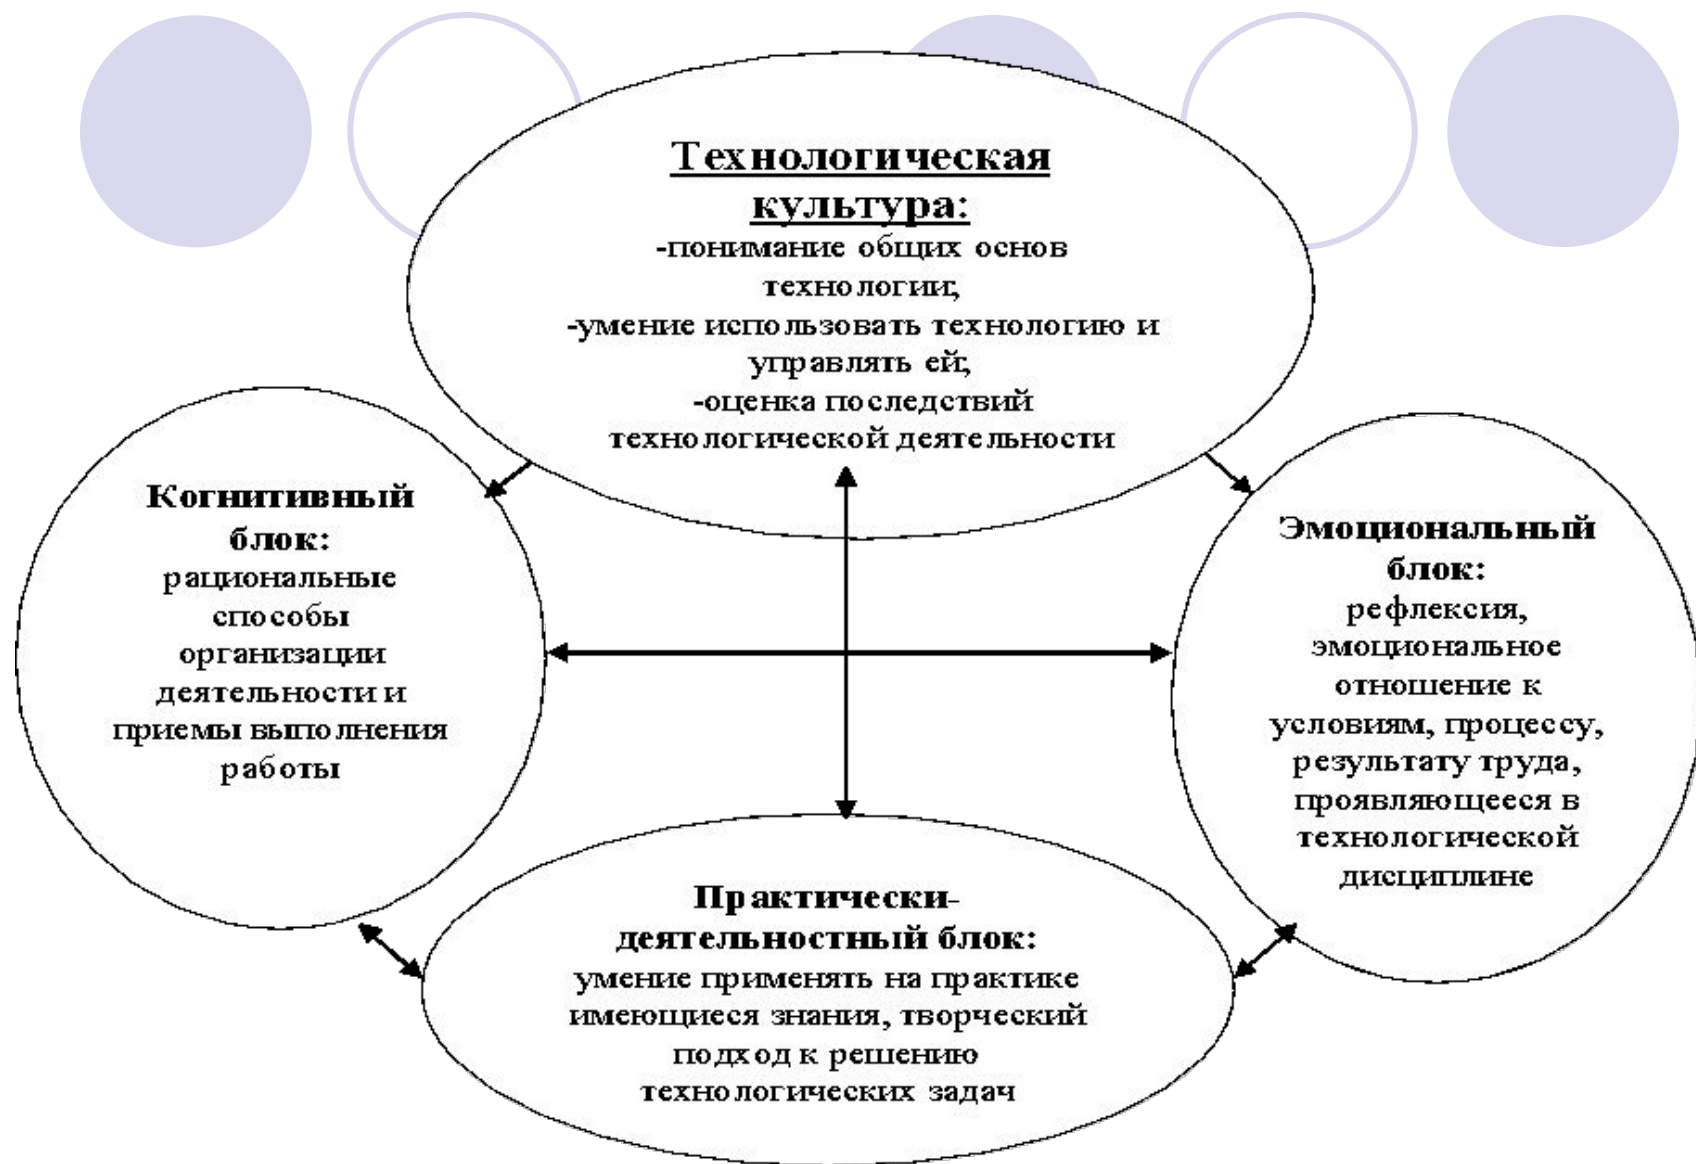 Технологическая
культура:
-понимание общих основ
технологии;
-умение использовать технологию и
управлять ей;
-оценка последствий
технологической деятельности
Когнитивный
блок:
рациональные
способы
организации
деятельности и
приемы выполнения
работы
Эмоциональный
блок:
рефлексия,
эмоциональное
отношение к
условиям, процессу,
результату труда,
проявляющееся в
технологической
дисциплине
Практически-
деятельностный блок:
умение применять на практике
имеющиеся знания, творческий
подход к решению
технологических задач